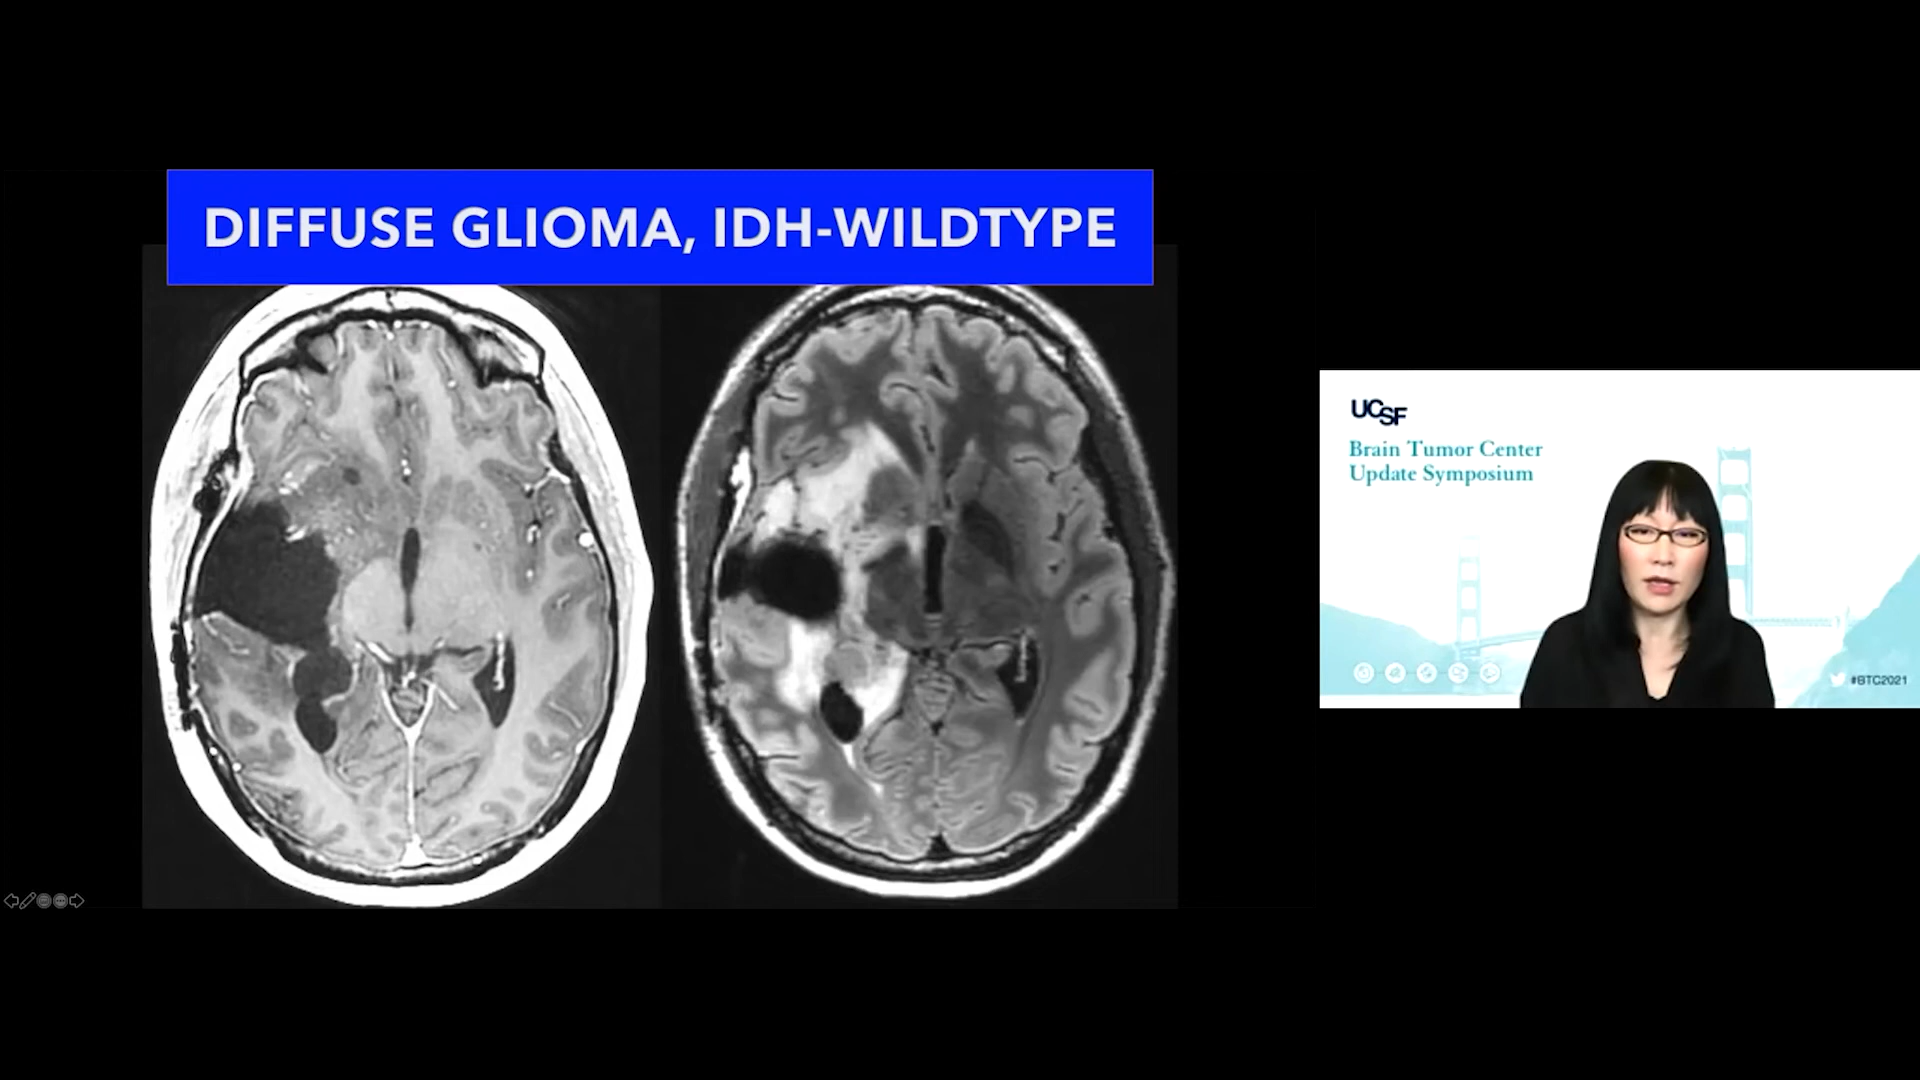 DIFFUSE GLIOMA, IDH-WILDTYPE
UCSF
Brain Tumor Center
Update Symposium
#BTC2021